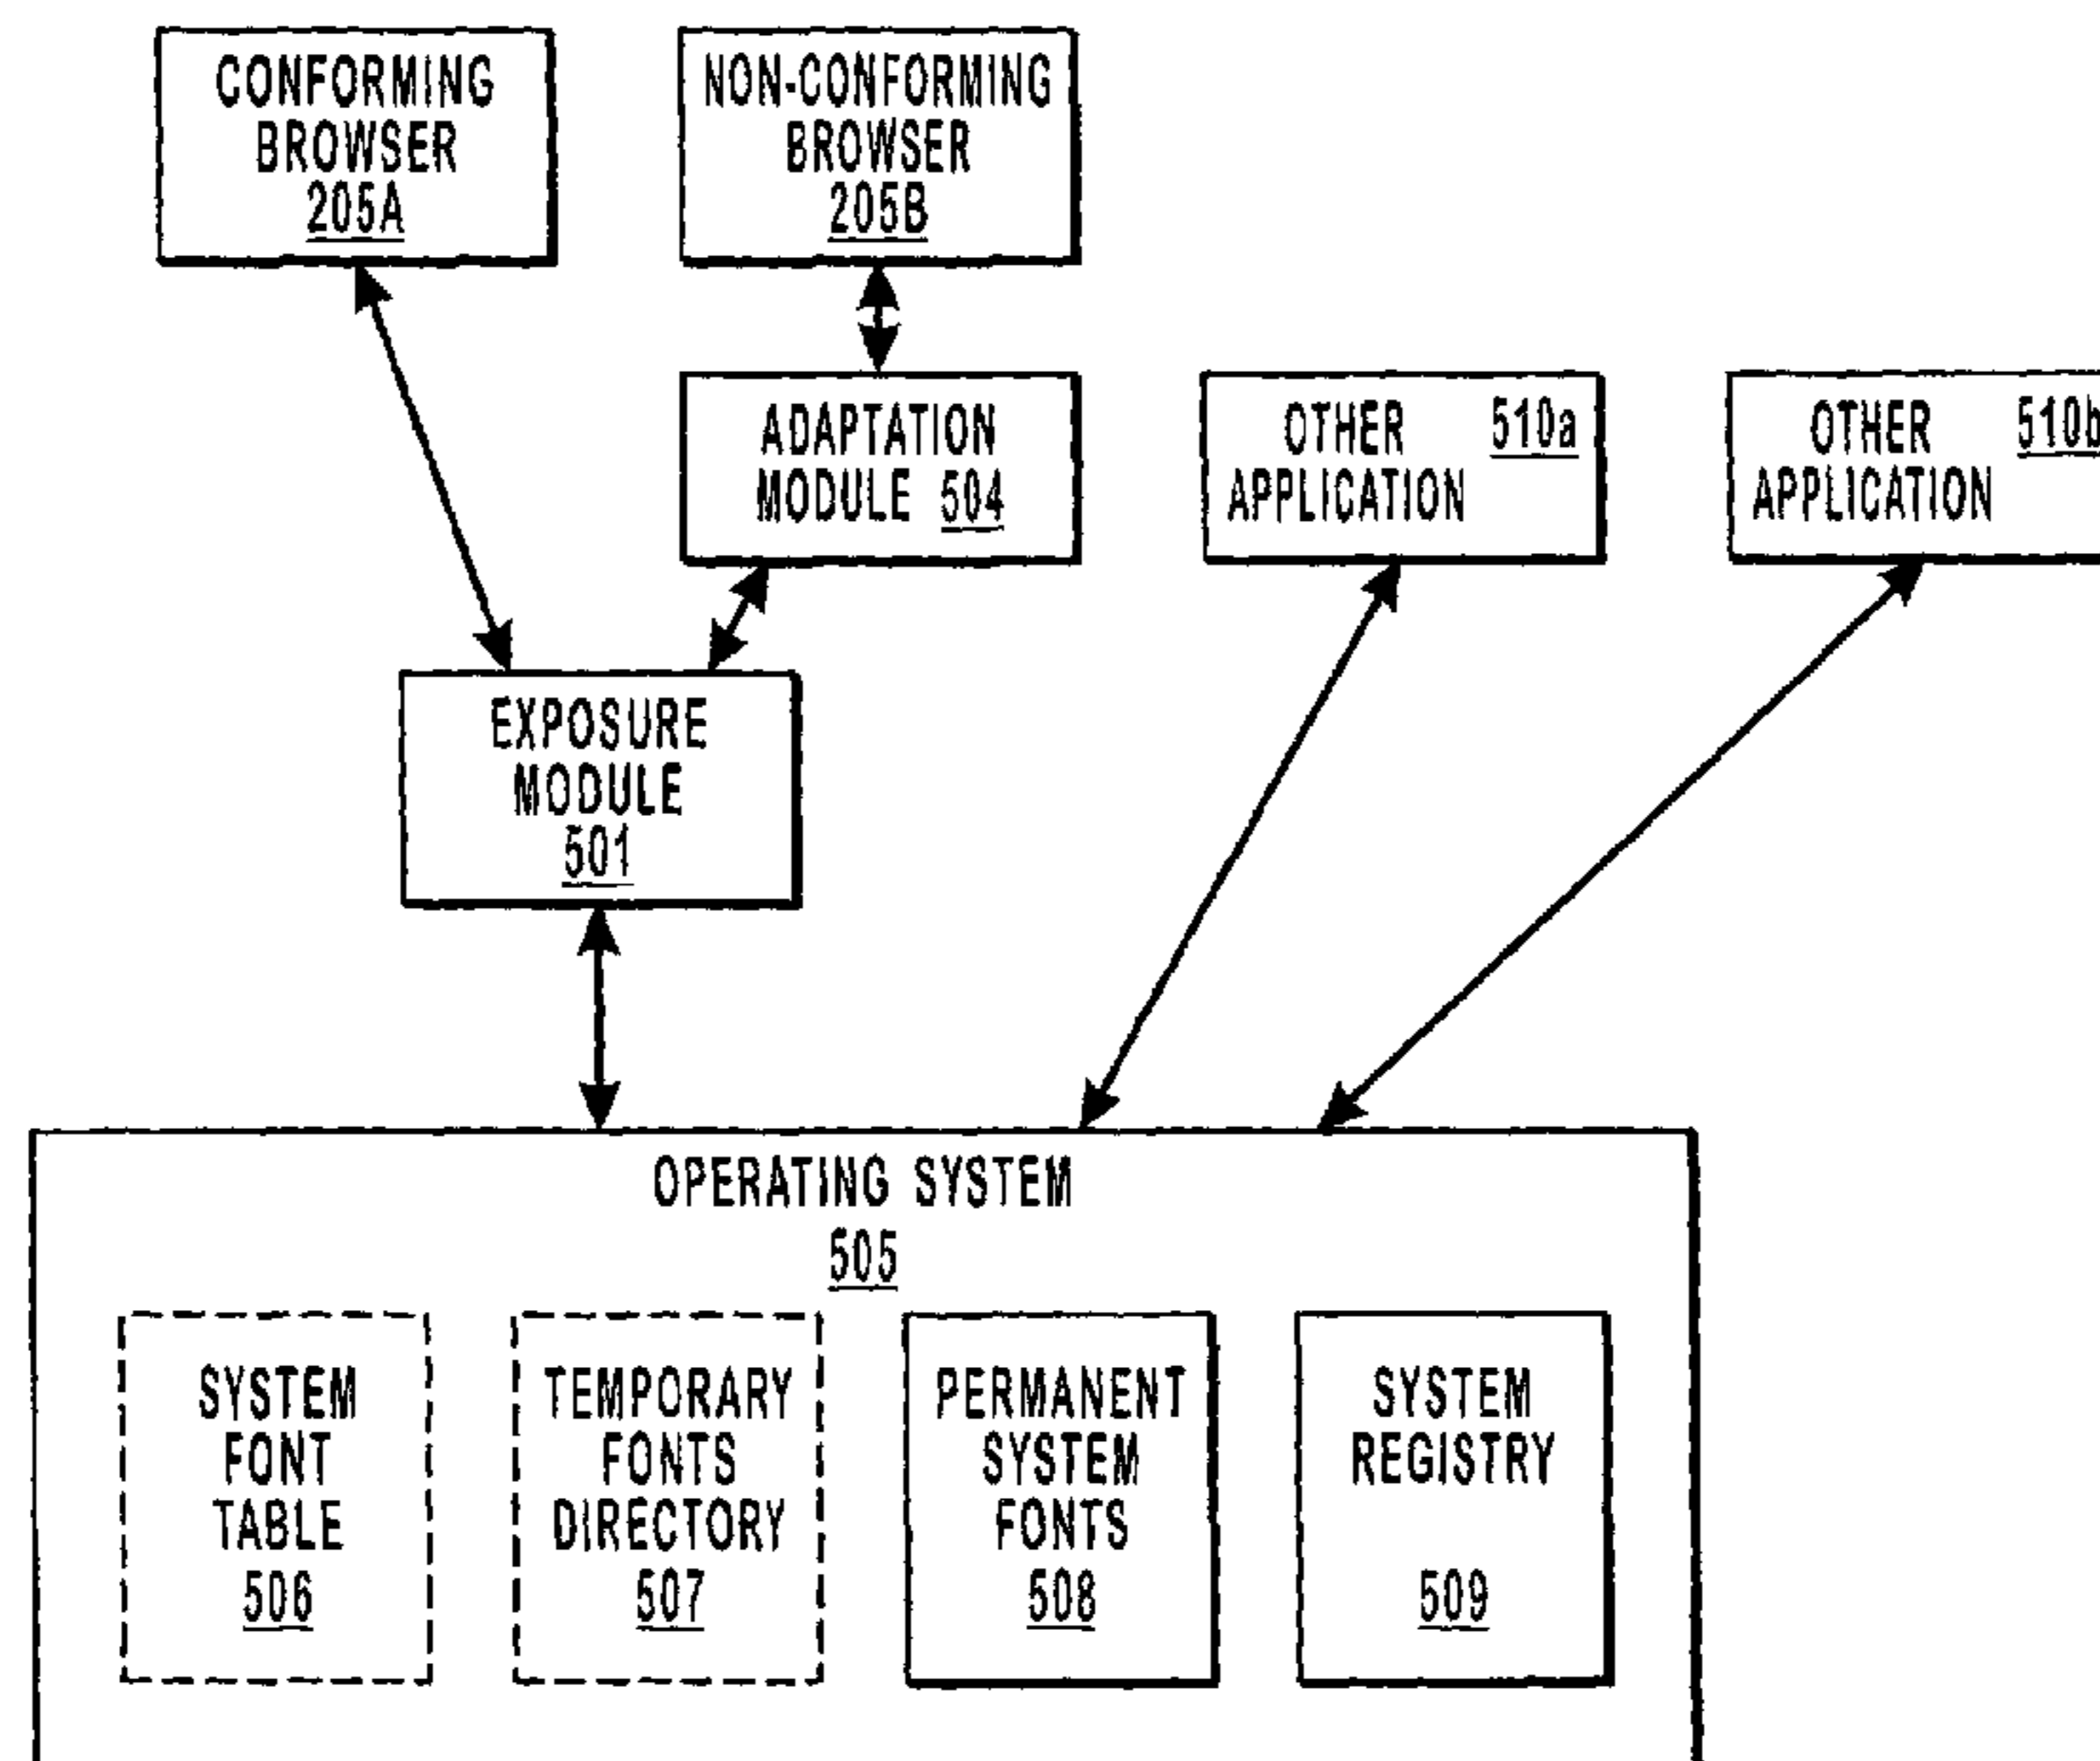 CONFORMING
BROWSER
205A
NON-CONFORMING
BROWSER
205B
ADAPTATION
MODULE 504
OTHER 510a
APPLICATION
OTHER 510b
APPLICATION
EXPOSURE
MODULE
501
OPERATING SYSTEM
505
SYSTEM
FONT
TABLE
506
TEMPORARY
FONTS
DIRECTORY
507
PERMANENT
SYSTEM
FONTS
508
SYSTEM
REGISTRY
509